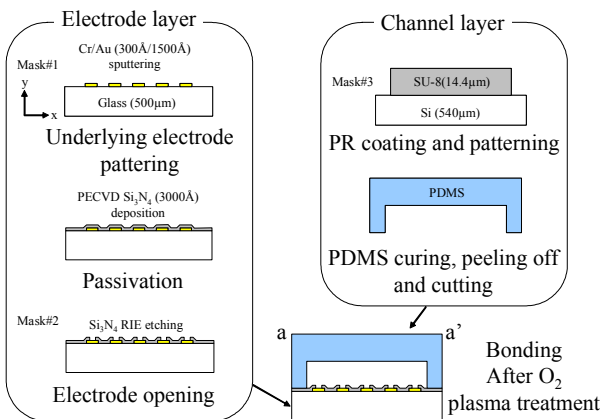 Electrode layer
Cr/Au (300Å/1500Å)
sputtering
Mask#1
y
x
Glass (500µm)
Underlying electrode
pattering
PECVD Si3N4 (3000Å)
deposition
Passivation
Mask#2
Si3N4 RIE etching
Electrode opening
Channel layer
Mask#3
SU-8(14.4µm)
Si (540µm)
PR coating and patterning
PDMS
PDMS curing, peeling off
and cutting
a
a’
Bonding
After O2
plasma treatment